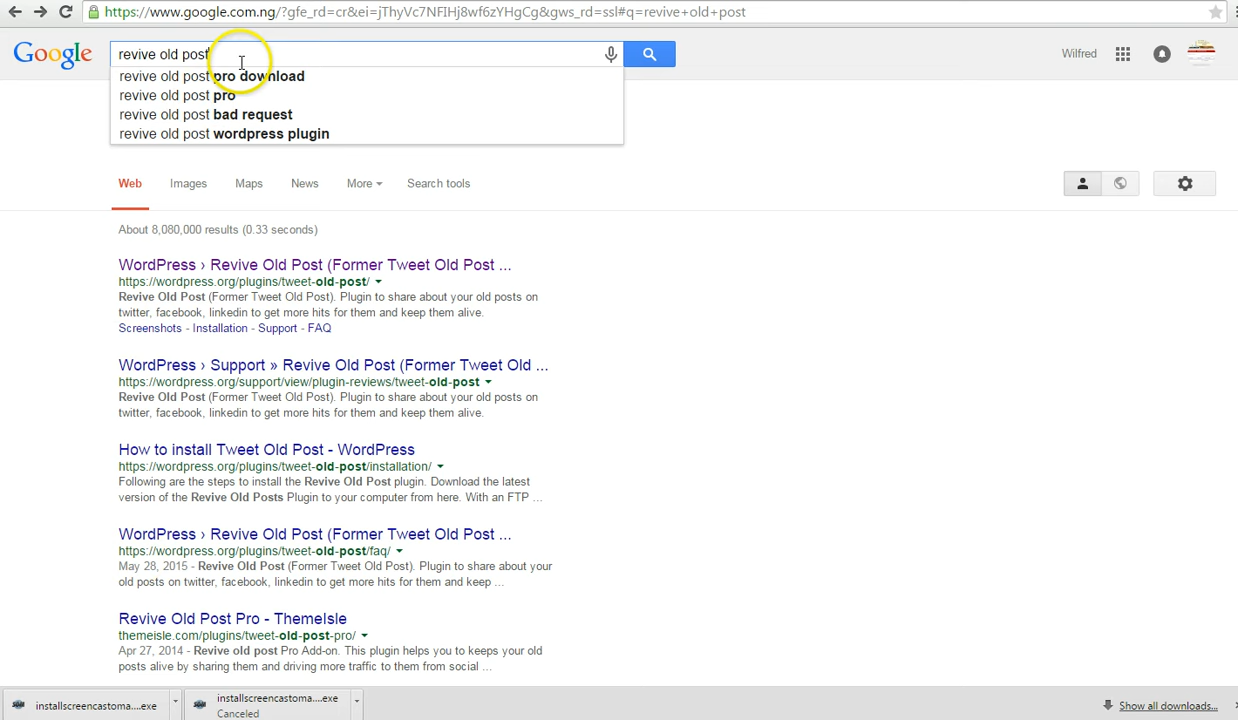 https://www.google.com.ng/?gfe_rd=cr&ei=jThyVc7NFIHj8wf6zYHgCg&gws_rd=ssl#q=revive+old+post
Google
revive old post
Wilfred
revive old post pro download
revive old post pro
revive old post bad request
revive old post wordpress plugin
Web Images Maps News More Search tools
About 8,080,000 results (0.33 seconds)
WordPress › Revive Old Post (Former Tweet Old Post ...
https://wordpress.org/plugins/tweet-old-post/
Revive Old Post (Former Tweet Old Post). Plugin to share about your old posts on
twitter, facebook, linkedin to get more hits for them and keep them alive.
Screenshots - Installation - Support - FAQ
WordPress › Support » Revive Old Post (Former Tweet Old ...
https://wordpress.org/support/view/plugin-reviews/tweet-old-post
Revive Old Post (Former Tweet Old Post). Plugin to share about your old posts on
twitter, facebook, linkedin to get more hits for them and keep them alive.
How to install Tweet Old Post - WordPress
https://wordpress.org/plugins/tweet-old-post/installation/
Following are the steps to install the Revive Old Post plugin. Download the latest
version of the Revive Old Posts Plugin to your computer from here. With an FTP ...
WordPress › Revive Old Post (Former Tweet Old Post ...
https://wordpress.org/plugins/tweet-old-post/faq/
May 28, 2015 - Revive Old Post (Former Tweet Old Post). Plugin to share about your
old posts on twitter, facebook, linkedin to get more hits for them and keep ...
Revive Old Post Pro - ThemeIsle
themeisle.com/plugins/tweet-old-post-pro/
Apr 27, 2014 - Revive old post Pro Add-on. This plugin helps you to keeps your old
posts alive by sharing them and driving more traffic to them from social ...
installscreencastoma....exe
installscreencastoma....exe
Canceled
Show all downloads...